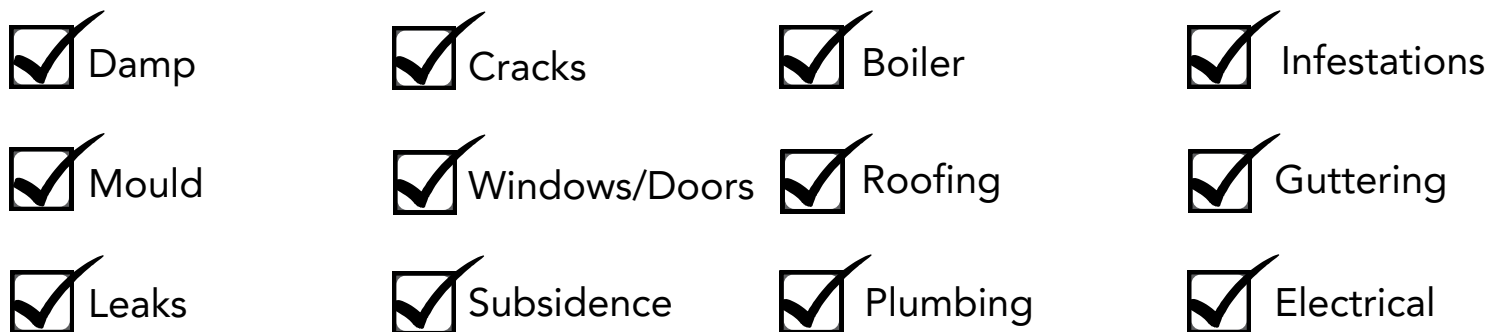 Damp
Cracks
Boiler
Infestations
Mould
Windows/Doors
Roofing
Guttering
Leaks
Subsidence
Plumbing
Electrical